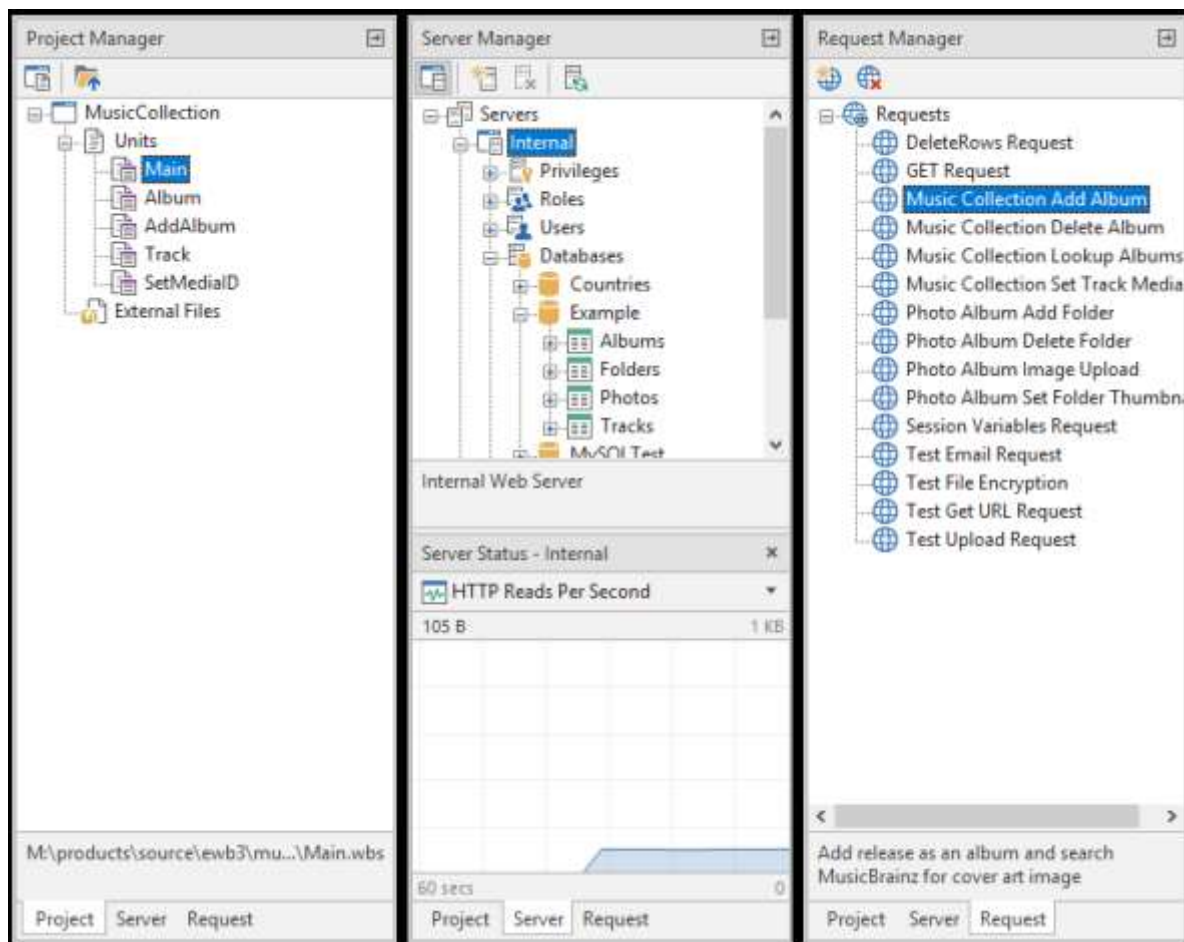 Project Manager
MusicCollection
Units
Main
Album
AddAlbum
Track
SetMediaID
External Files
M:\products\source\ewb3\mu...\Main.wbs
Project Server Request
Server Manager
Servers
Internal
Privileges
Roles
Users
Databases
Countries
Example
Albums
Folders
Photos
Tracks
MySQLTest
Internal Web Server
Server Status - Internal
HTTP Reads Per Second
105 B 1 KB
60 secs 0
Project Server Request
Request Manager
Requests
DeleteRows Request
GET Request
Music Collection Add Album
Music Collection Delete Album
Music Collection Lookup Albums
Music Collection Set Track Media
Photo Album Add Folder
Photo Album Delete Folder
Photo Album Image Upload
Photo Album Set Folder Thumbna
Session Variables Request
Test Email Request
Test File Encryption
Test Get URL Request
Test Upload Request
Add release as an album and search
MusicBrainz for cover art image
Project Server Request